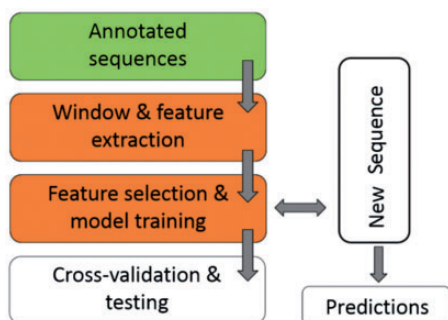 Annotated
sequences
Window & feature
extraction
Feature selection &
model training
Cross-validation &
testing
New Sequence
Predictions